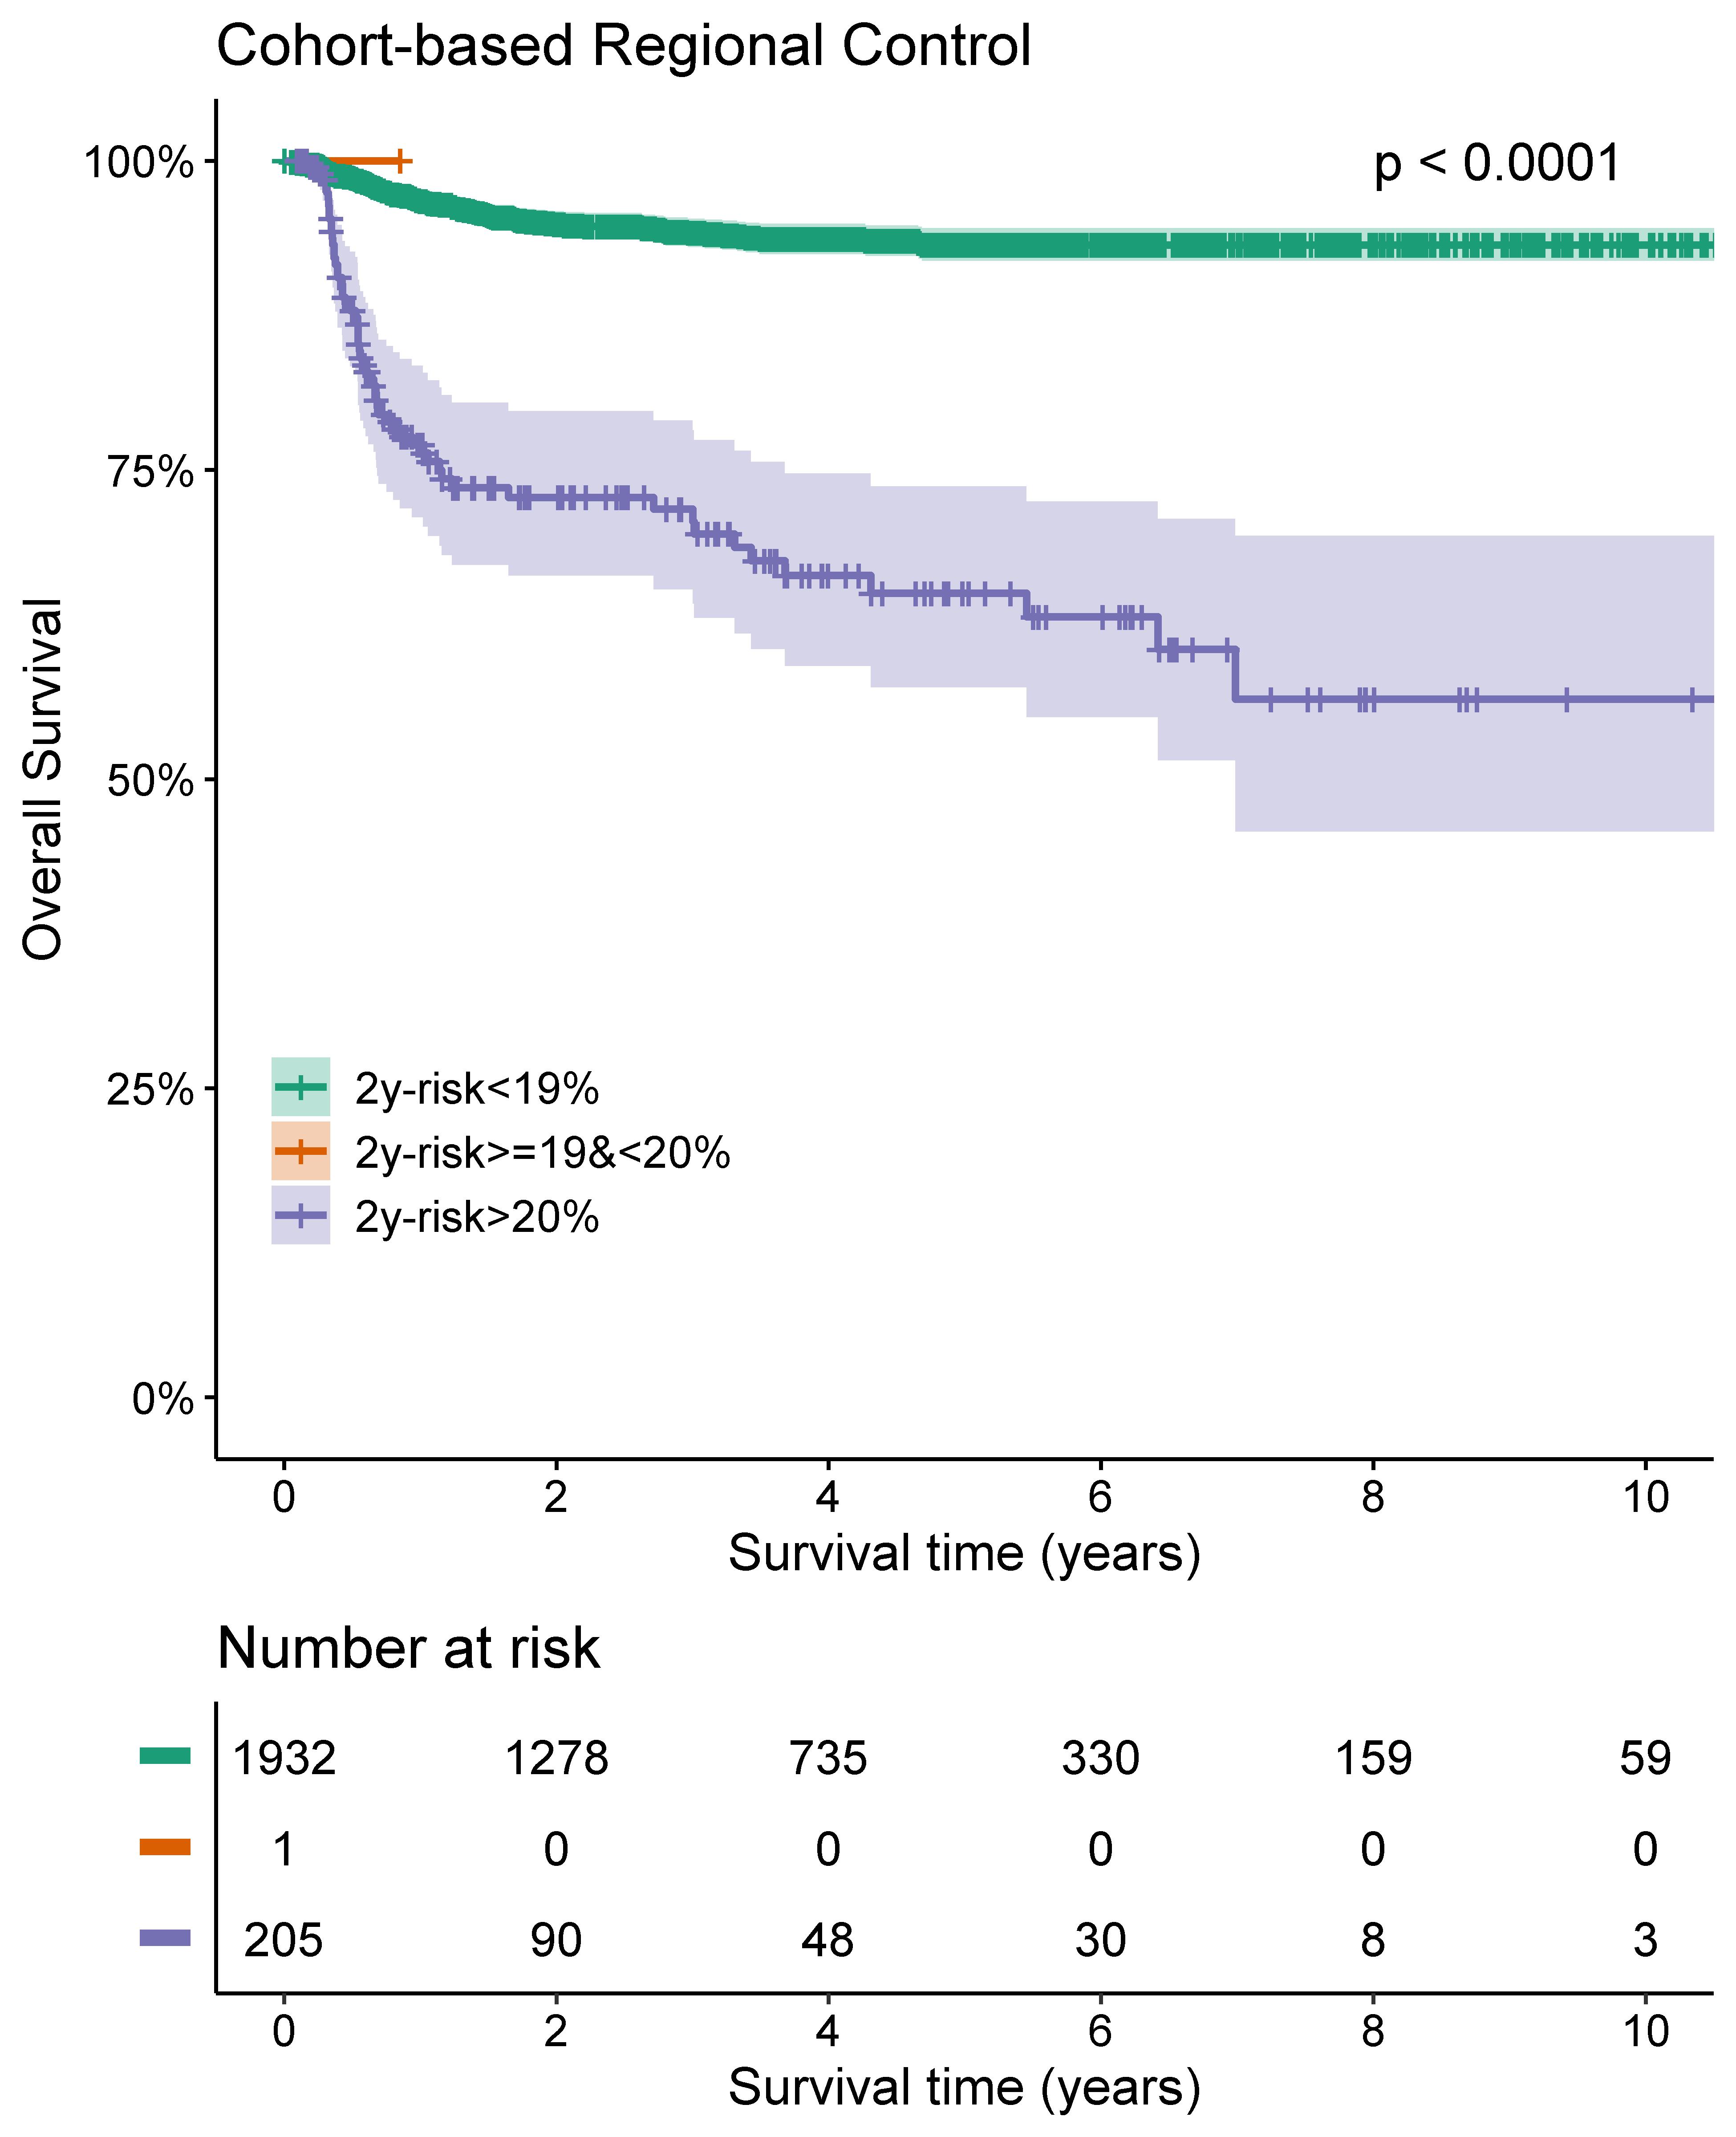 Cohort-based Regional Control
p < 0.0001
100%
75%
50%
25%
0%
Overall Survival
2y-risk<19%
2y-risk>=19&<20%
2y-risk>20%
0 2 4 6 8 10
Survival time (years)
Number at risk
1932 1278 735 330 159 59
1 0 0 0 0 0
205 90 48 30 8 3
0 2 4 6 8 10
Survival time (years)